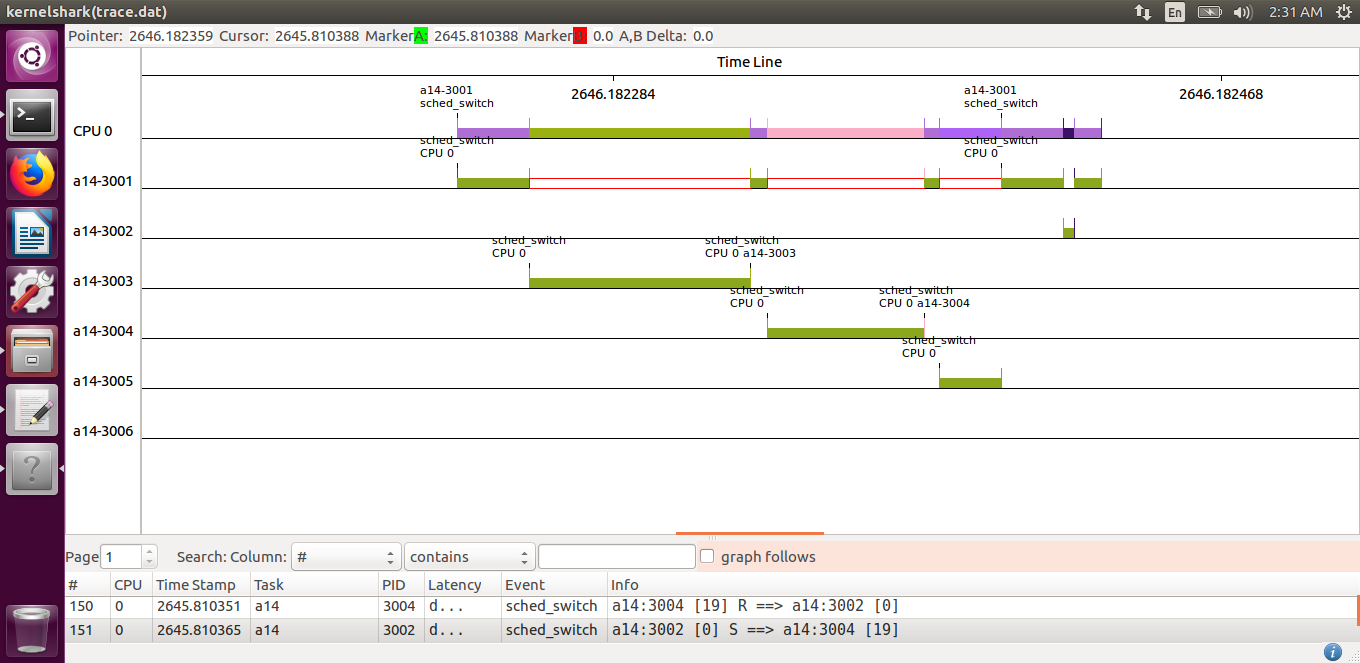 kernelshark(trace.dat)
En
2:31 AM
Pointer: 2646.182359 Cursor: 2645.810388 MarkerA: 2645.810388 MarkerB: 0.0 A,B Delta: 0.0
Time Line
2646.182284
2646.182468
a14-3001
sched_switch
a14-3001
sched_switch
CPU 0
sched_switch
CPU 0
sched_switch
CPU 0
a14-3001
a14-3002
sched_switch
CPU 0
sched_switch
CPU 0 a14-3003
a14-3003
sched_switch
CPU 0
sched_switch
CPU 0 a14-3004
a14-3004
sched_switch
CPU 0
a14-3005
a14-3006
Page 1 Search: Column: # contains graph follows
# CPU Time Stamp Task PID Latency Event Info
150 0 2645.810351 a14 3004 d... sched_switch a14:3004 [19] R ==> a14:3002 [0]
151 0 2645.810365 a14 3002 d... sched_switch a14:3002 [0] S ==> a14:3004 [19]